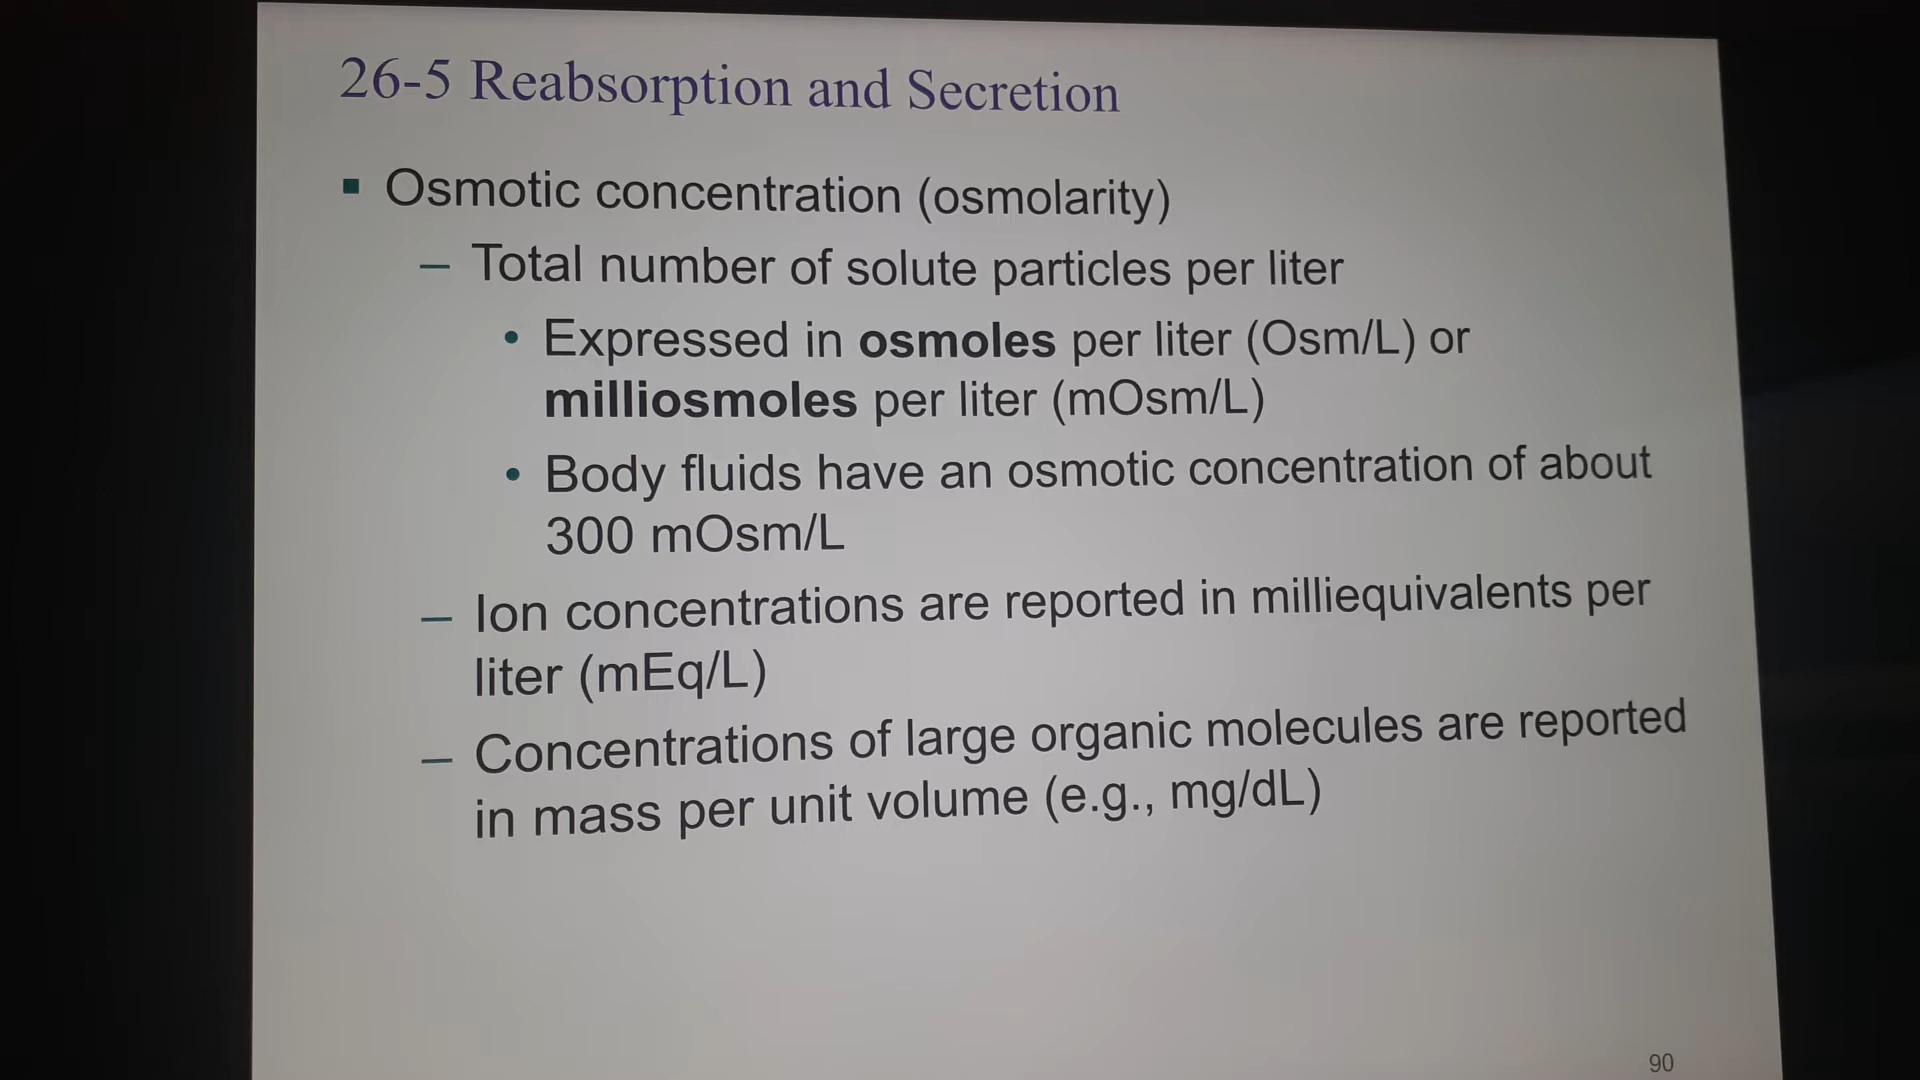 26-5 Reabsorption and Secretion
▪ Osmotic concentration (osmolarity)
– Total number of solute particles per liter
• Expressed in osmoles per liter (Osm/L) or
milliosmoles per liter (mOsm/L)
• Body fluids have an osmotic concentration of about
300 mOsm/L
– Ion concentrations are reported in milliequivalents per
liter (mEq/L)
– Concentrations of large organic molecules are reported
in mass per unit volume (e.g., mg/dL)
90